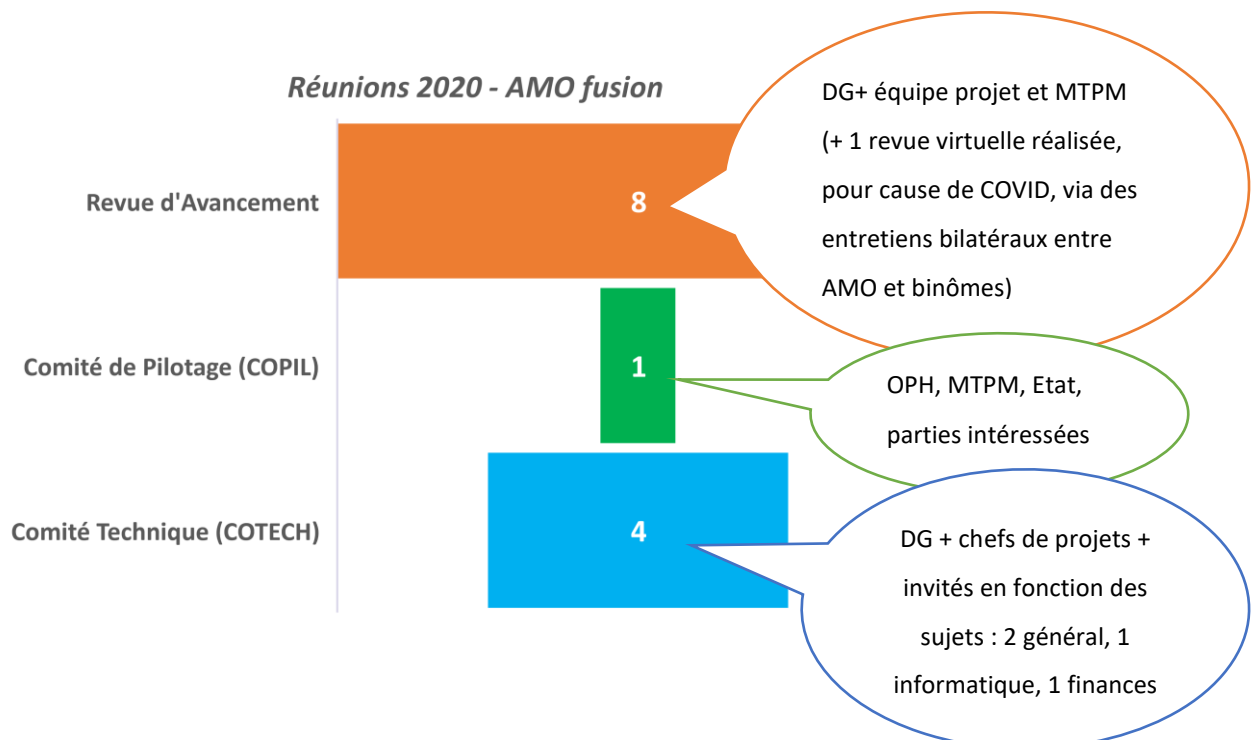 Réunions 2020 - AMO fusion
Revue d'Avancement
8
DG+ équipe projet et MTPM
(+ 1 revue virtuelle réalisée,
pour cause de COVID, via des
entretiens bilatéraux entre
AMO et binômes)
Comité de Pilotage (COPIL)
1
OPH, MTPM, Etat,
parties intéressées
Comité Technique (COTECH)
4
DG + chefs de projets +
invités en fonction des
sujets : 2 général, 1
informatique, 1 finances